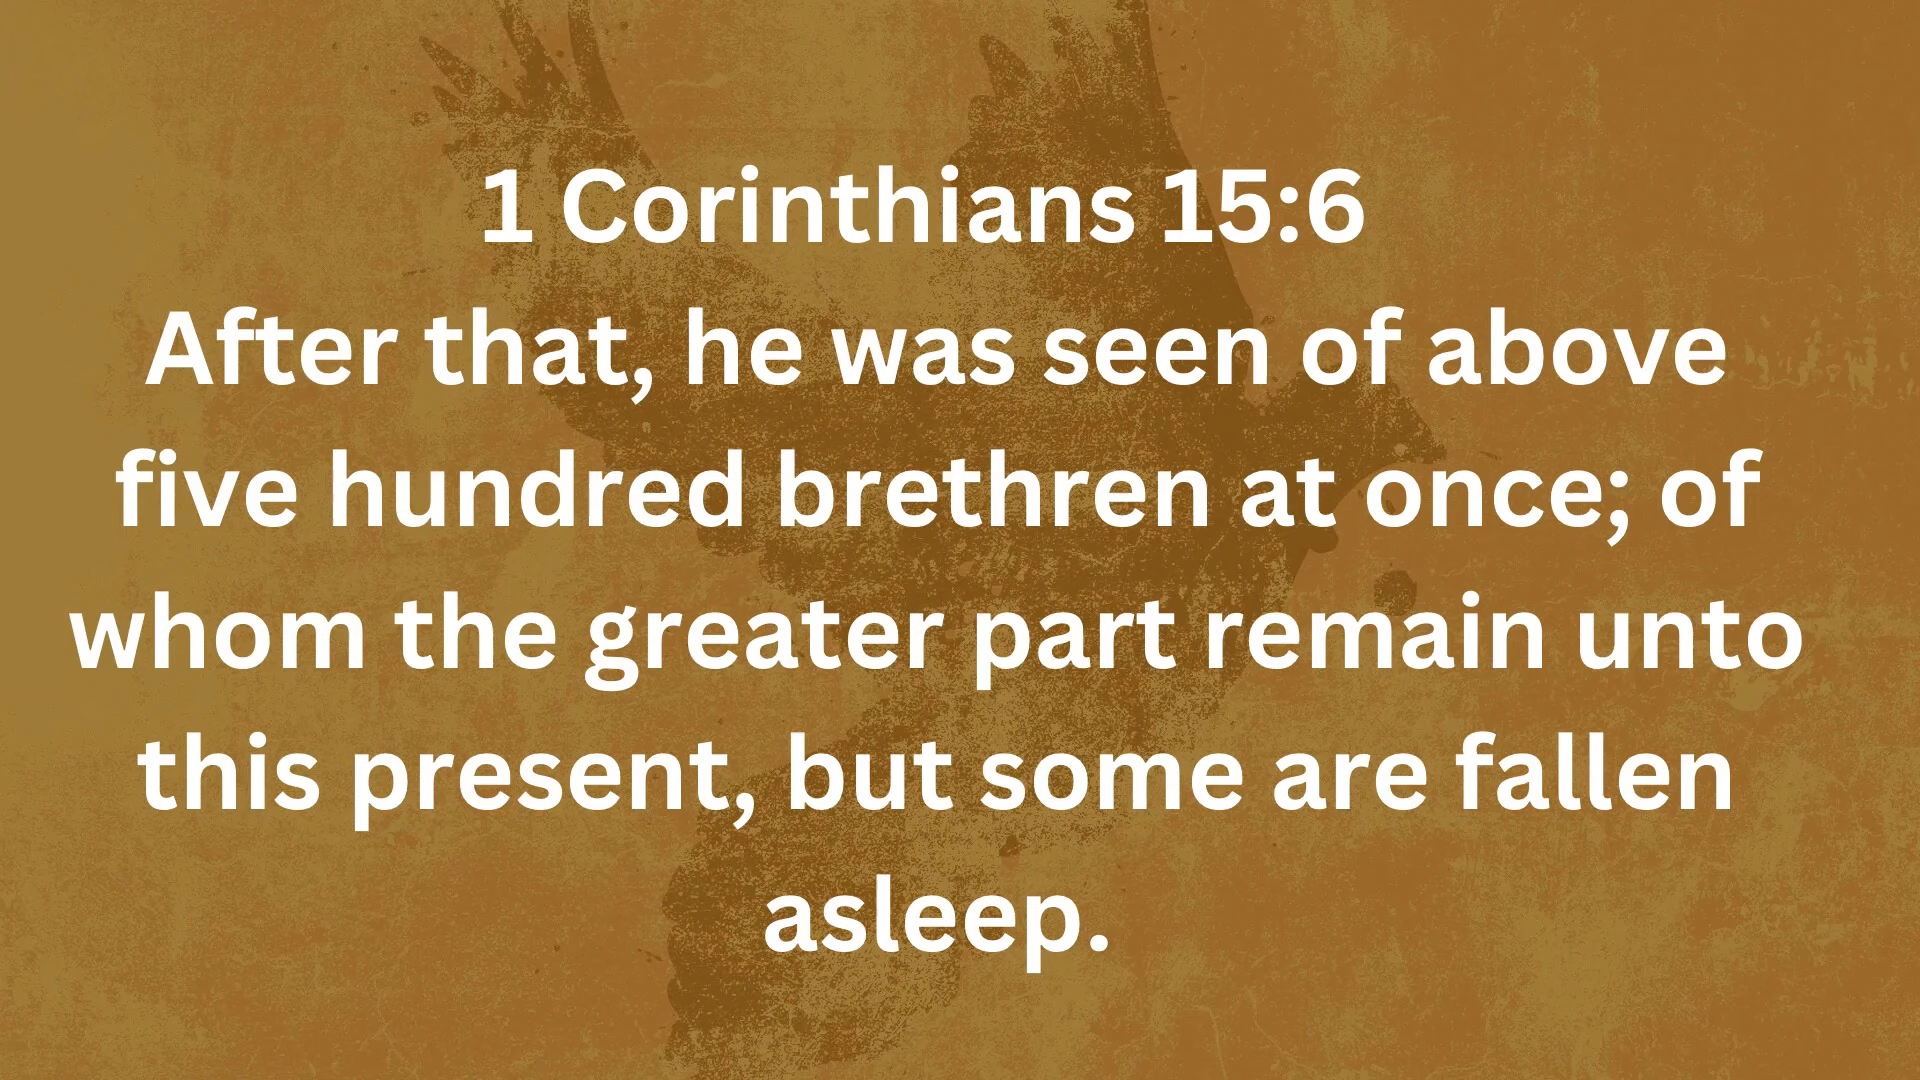 1 Corinthians 15:6
After that, he was seen of above
five hundred brethren at once; of
whom the greater part remain unto
this present, but some are fallen
asleep.